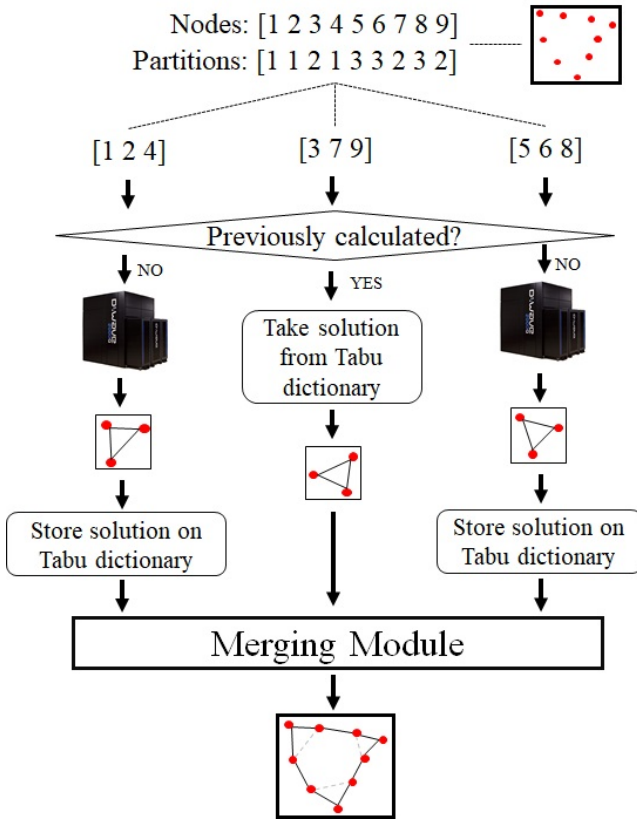 Nodes: [1 2 3 4 5 6 7 8 9]
Partitions: [1 1 2 1 3 3 2 3 2]
[1 2 4]
[3 7 9]
[5 6 8]
Previously calculated?
NO
YES
NO
Take solution
from Tabu
dictionary
Store solution on
Tabu dictionary
Store solution on
Tabu dictionary
Merging Module